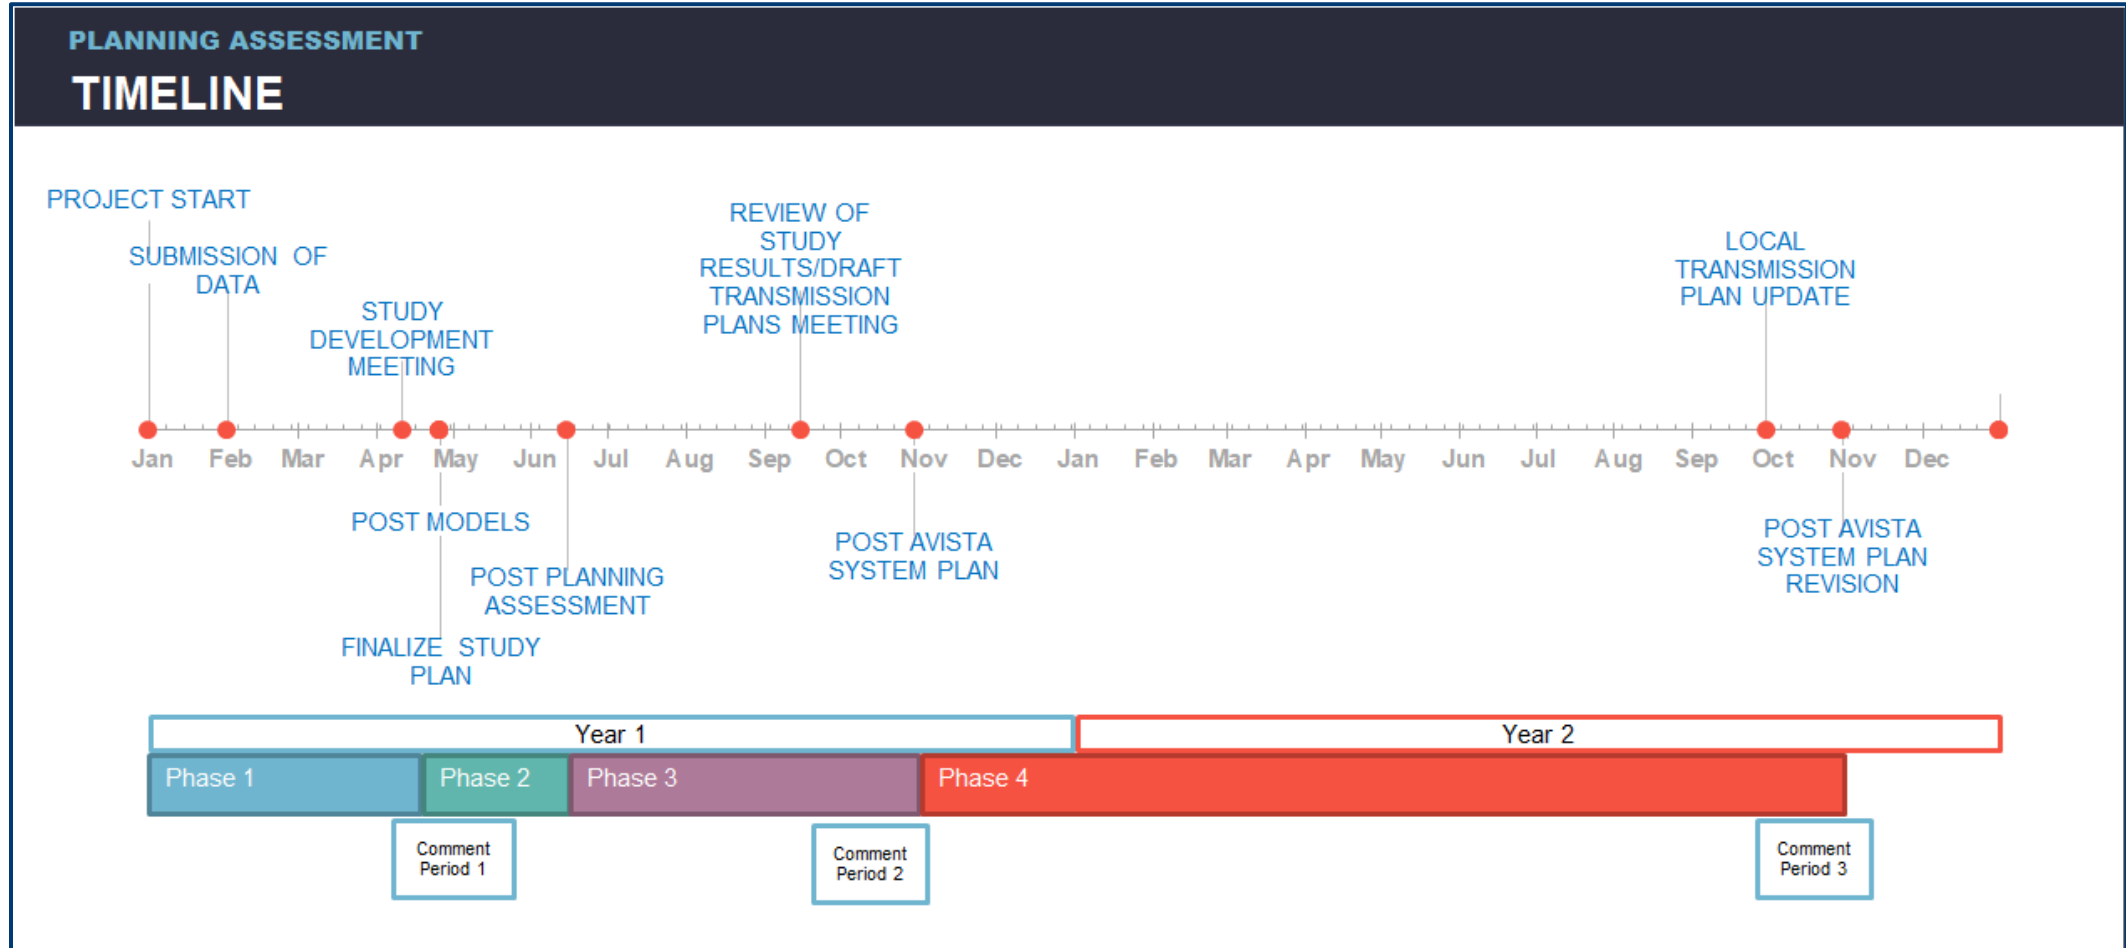 PLANNING ASSESSMENT
TIMELINE
PROJECT START
SUBMISSION OF
DATA
STUDY
DEVELOPMENT
MEETING
REVIEW OF
STUDY
RESULTS/DRAFT
TRANSMISSION
PLANS MEETING
LOCAL
TRANSMISSION
PLAN UPDATE
Jan Feb Mar Apr May Jun Jul Aug Sep Oct Nov Dec Jan Feb Mar Apr May Jun Jul Aug Sep Oct Nov Dec
POST MODELS
POST PLANNING
ASSESSMENT
FINALIZE STUDY
PLAN
POST AVISTA
SYSTEM PLAN
POST AVISTA
SYSTEM PLAN
REVISION
Year 1
Year 2
Phase 1
Phase 2
Phase 3
Phase 4
Comment
Period 1
Comment
Period 2
Comment
Period 3